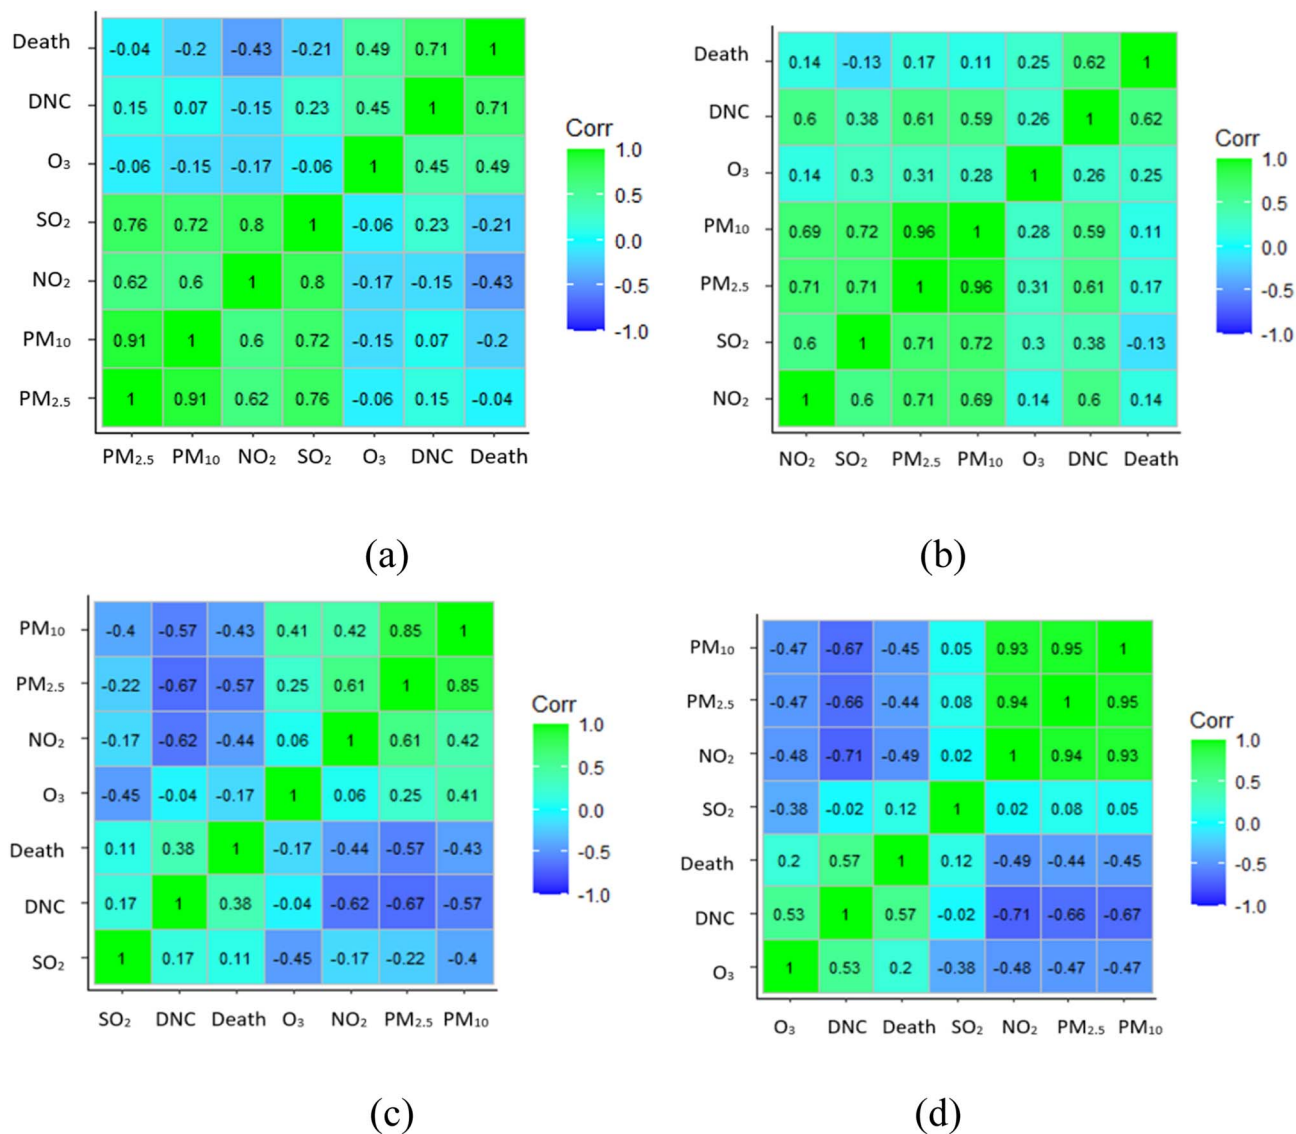 Death -0.04 -0.2 -0.43 -0.21 0.49 0.71 1
DNC 0.15 0.07 -0.15 0.23 0.45 1 0.71
O₃ -0.06 -0.15 -0.17 -0.06 1 0.45 0.49
SO₂ 0.76 0.72 0.8 1 -0.06 0.23 -0.21
NO₂ 0.62 0.6 1 0.8 -0.17 -0.15 -0.43
PM₁₀ 0.91 1 0.6 0.72 -0.15 0.07 -0.2
PM₂.₅ 1 0.91 0.62 0.76 -0.06 0.15 -0.04
PM₂.₅ PM₁₀ NO₂ SO₂ O₃ DNC Death
Corr
1.0
0.5
0.0
-0.5
-1.0
(a)
Death 0.14 -0.13 0.17 0.11 0.25 0.62 1
DNC 0.6 0.38 0.61 0.59 0.26 1 0.62
O₃ 0.14 0.3 0.31 0.28 1 0.26 0.25
PM₁₀ 0.69 0.72 0.96 1 0.28 0.59 0.11
PM₂.₅ 0.71 0.71 1 0.96 0.31 0.61 0.17
SO₂ 0.6 1 0.71 0.72 0.3 0.38 -0.13
NO₂ 1 0.6 0.71 0.69 0.14 0.6 0.14
NO₂ SO₂ PM₂.₅ PM₁₀ O₃ DNC Death
Corr
1.0
0.5
0.0
-0.5
-1.0
(b)
PM₁₀ -0.4 -0.57 -0.43 0.41 0.42 0.85 1
PM₂.₅ -0.22 -0.67 -0.57 0.25 0.61 1 0.85
NO₂ -0.17 -0.62 -0.44 0.06 1 0.61 0.42
O₃ -0.45 -0.04 -0.17 1 0.06 0.25 0.41
Death 0.11 0.38 1 -0.17 -0.44 -0.57 -0.43
DNC 0.17 1 0.38 -0.04 -0.62 -0.67 -0.57
SO₂ 1 0.17 0.11 -0.45 -0.17 -0.22 -0.4
SO₂ DNC Death O₃ NO₂ PM₂.₅ PM₁₀
Corr
1.0
0.5
0.0
-0.5
-1.0
(c)
PM₁₀ -0.47 -0.67 -0.45 0.05 0.93 0.95 1
PM₂.₅ -0.47 -0.66 -0.44 0.08 0.94 1 0.95
NO₂ -0.48 -0.71 -0.49 0.02 1 0.94 0.93
SO₂ -0.38 -0.02 0.12 1 0.02 0.08 0.05
Death 0.2 0.57 1 0.12 -0.49 -0.44 -0.45
DNC 0.53 1 0.57 -0.02 -0.71 -0.66 -0.67
O₃ 1 0.53 0.2 -0.38 -0.48 -0.47 -0.47
O₃ DNC Death SO₂ NO₂ PM₂.₅ PM₁₀
Corr
1.0
0.5
0.0
-0.5
-1.0
(d)